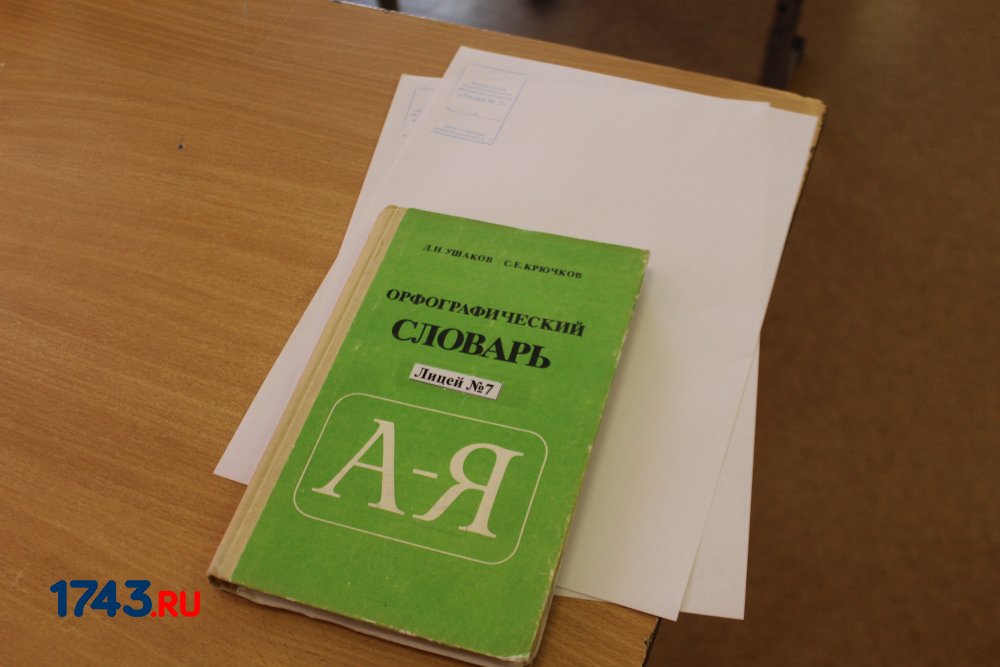 Д.Н. УШАКОВ С.Е. КРЮЧКОВ
ОРФОГРАФИЧЕСКИЙ
СЛОВАРЬ
Лицей №7
А-Я
1743.RU